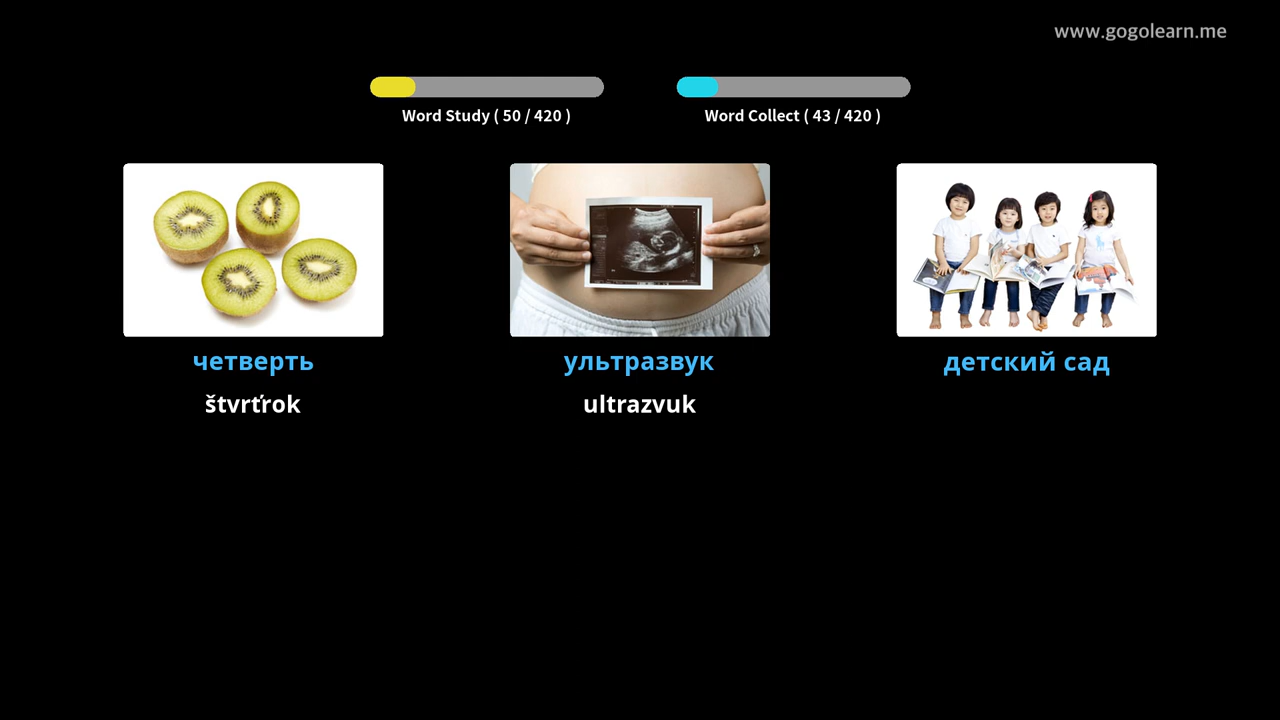 www.gogolearn.me
Word Study ( 50 / 420 )
Word Collect ( 43 / 420 )
четверть
ультразвук
детский сад
štvrťrok
ultrazvuk